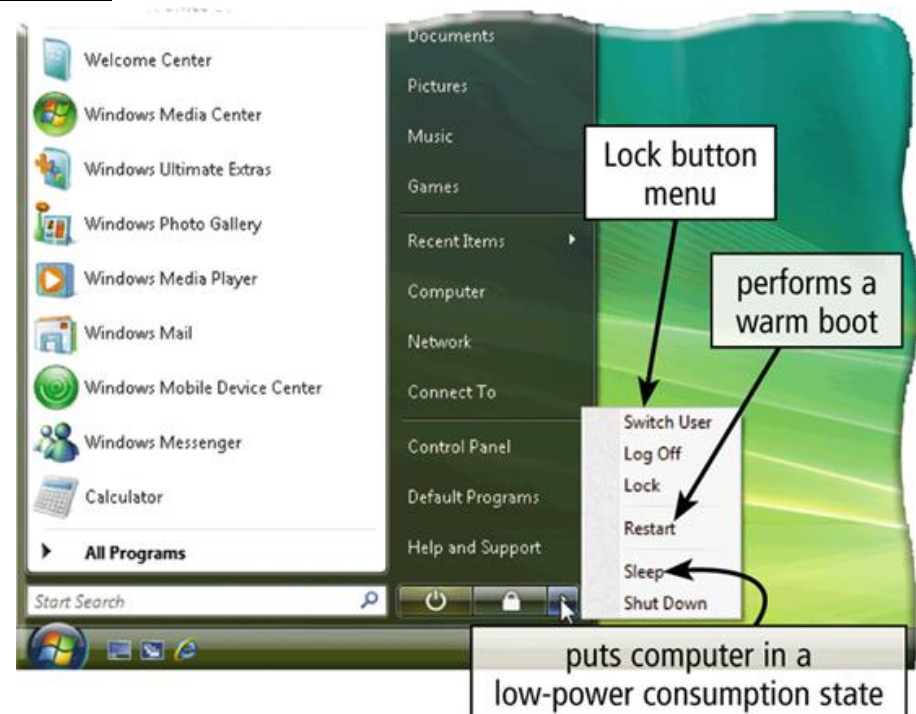 Welcome Center
Windows Media Center
Windows Ultimate Extras
Windows Photo Gallery
Windows Media Player
Windows Mail
Windows Mobile Device Center
Windows Messenger
Calculator
All Programs
Start Search
Documents
Pictures
Music
Games
Recent Items
Computer
Network
Connect To
Control Panel
Default Programs
Help and Support
Lock button
menu
performs a
warm boot
Switch User
Log Off
Lock
Restart
Sleep
Shut Down
puts computer in a
low-power consumption state